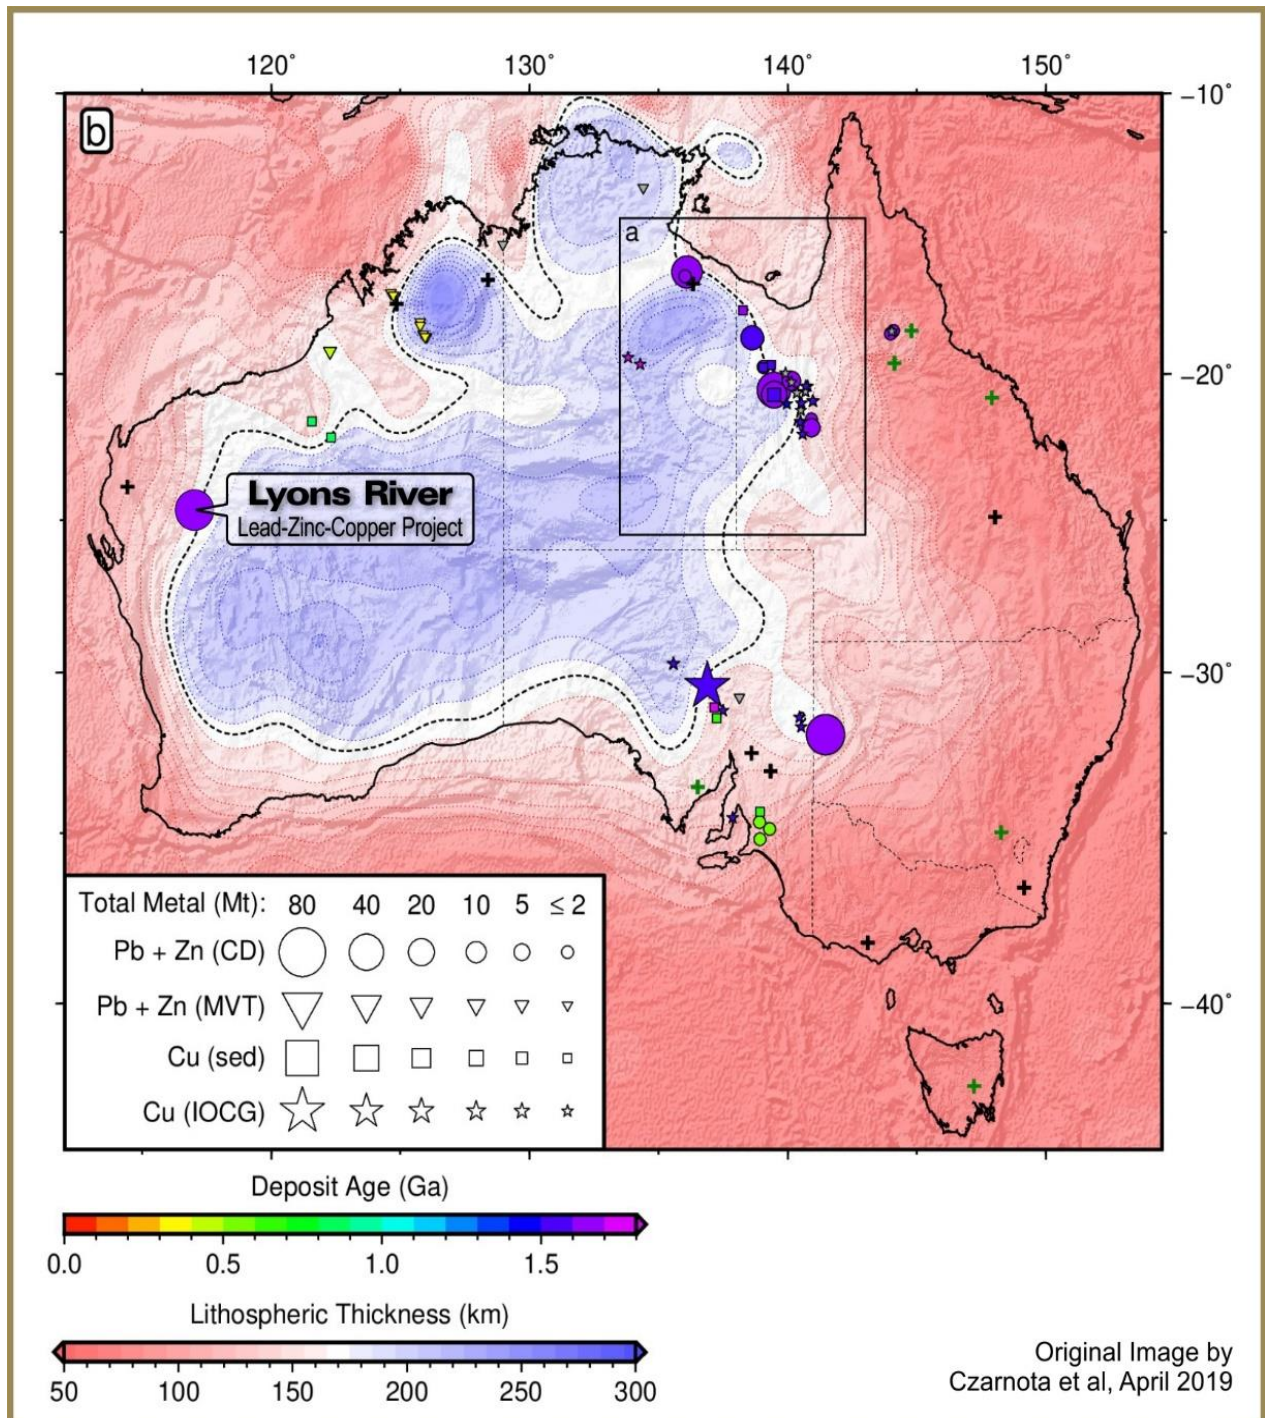 120° 130° 140° 150°
b
−10°
a
−20°
Lyons River
Lead-Zinc-Copper Project
−30°
−40°
Total Metal (Mt): 80 40 20 10 5 ≤ 2
Pb + Zn (CD)
Pb + Zn (MVT)
Cu (sed)
Cu (IOCG)
Deposit Age (Ga)
0.0 0.5 1.0 1.5
Lithospheric Thickness (km)
50 100 150 200 250 300
Original Image by
Czarnota et al, April 2019